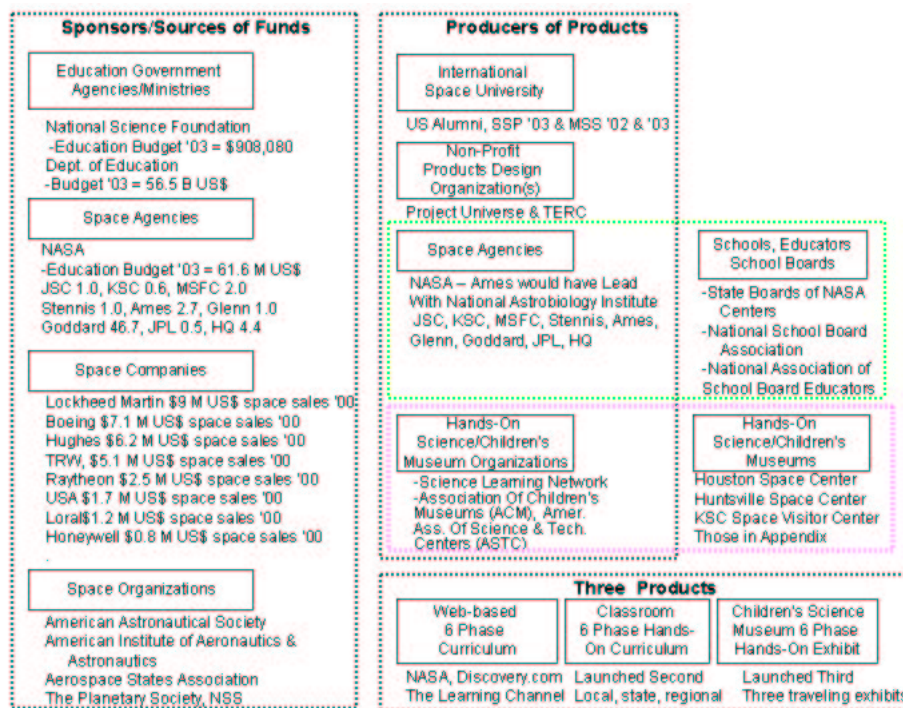 Sponsors/Sources of Funds
Education Government
Agencies/Ministries
National Science Foundation
-Education Budget '03 = $908,080
Dept. of Education
-Budget '03 = 56.5 B US$
Space Agencies
NASA
-Education Budget '03 = 61.6 M US$
JSC 1.0, KSC 0.6, MSFC 2.0
Stennis 1.0, Ames 2.7, Glenn 1.0
Goddard 46.7, JPL 0.5, HQ 4.4
Space Companies
Lockheed Martin $9 M US$ space sales '00
Boeing $7.1 M US$ space sales '00
Hughes $6.2 M US$ space sales '00
TRW, $5.1 M US$ space sales '00
Raytheon $2.5 M US$ space sales '00
USA $1.7 M US$ space sales '00
Loral$1.2 M US$ space sales '00
Honeywell $0.8 M US$ space sales '00
.
Space Organizations
American Astronautical Society
American Institute of Aeronautics &
Astronautics
Aerospace States Association
The Planetary Society, NSS
Producers of Products
International
Space University
US Alumni, SSP '03 & MSS '02 & '03
Non-Profit
Products Design
Organization(s)
Project Universe & TERC
Space Agencies
NASA – Ames would have Lead
With National Astrobiology Institute
JSC, KSC, MSFC, Stennis, Ames,
Glenn, Goddard, JPL, HQ
Schools, Educators
School Boards
-State Boards of NASA
Centers
-National School Board
Association
-National Association of
School Board Educators
Hands-On
Science/Children's
Museum Organizations
-Science Learning Network
-Association Of Children's
Museums (ACM), Amer.
Ass. Of Science & Tech.
Centers (ASTC)
Hands-On
Science/Children's
Museums
Houston Space Center
Huntsville Space Center
KSC Space Visitor Center
Those in Appendix
Three Products
Web-based
6 Phase
Curriculum
NASA, Discovery.com
The Learning Channel
Classroom
6 Phase Hands-
On Curriculum
Launched Second
Local, state, regional
Children's Science
Museum 6 Phase
Hands-On Exhibit
Launched Third
Three traveling exhibits